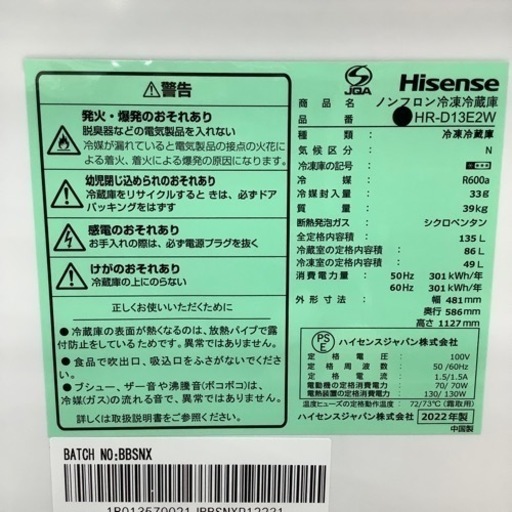 ⚠警告
発火・爆発のおそれあり
脱臭器などの電気製品を入れない
冷媒が漏れていると電気製品の接点の火花に
よる着火、着火による爆発の原因になります。
幼児閉じ込められのおそれあり
冷蔵庫をリサイクルするときは、必ずドア
パッキングをはずす
感電のおそれあり
お手入れの際は、必ず電源プラグを抜く
けがのおそれあり
冷蔵庫の上にのらない
正しくお使いいただくために
●冷蔵庫の表面が熱くなるのは、放熱パイプで露
付防止をしているためです。異常ではありません。
●食品で吹出口、吸込口をふさがないでくださ
い。
●ブシュー、ザー音や沸騰音(ボコボコ)は、
冷媒(ガス)の流れる音で、異常ではありません。
詳しくは取扱説明書をご参照ください。
JQA
Hisense
商品名 ノンフロン冷凍冷蔵庫
品番 ●HR-D13E2W
種類: 冷凍冷蔵庫
気候区分: N
冷凍庫の記号:
冷媒: R600a
冷媒封入量: 33g
質量: 39kg
断熱発泡ガス: シクロペンタン
全定格内容積: 135L
冷蔵室の定格内容積: 86L
冷凍室の定格内容積: 49L
消費電力量: 50Hz 301kWh/年
60Hz 301kWh/年
外形寸法: 幅 481mm
奥行 586mm
高さ 1127mm
PS
E
ハイセンスジャパン株式会社
定格電圧: 100V
定格周波数: 50/60Hz
定格電流: 1.5/1.5A
電動機の定格消費電力: 70/70W
電熱装置の定格消費電力: 130/130W
温度ヒューズの定格動作温度: 72/73℃(霜取用)
ハイセンスジャパン株式会社 2022年製
中国製
BATCH NO:BBSNX
1B0135Z0021JBBSNXP12231